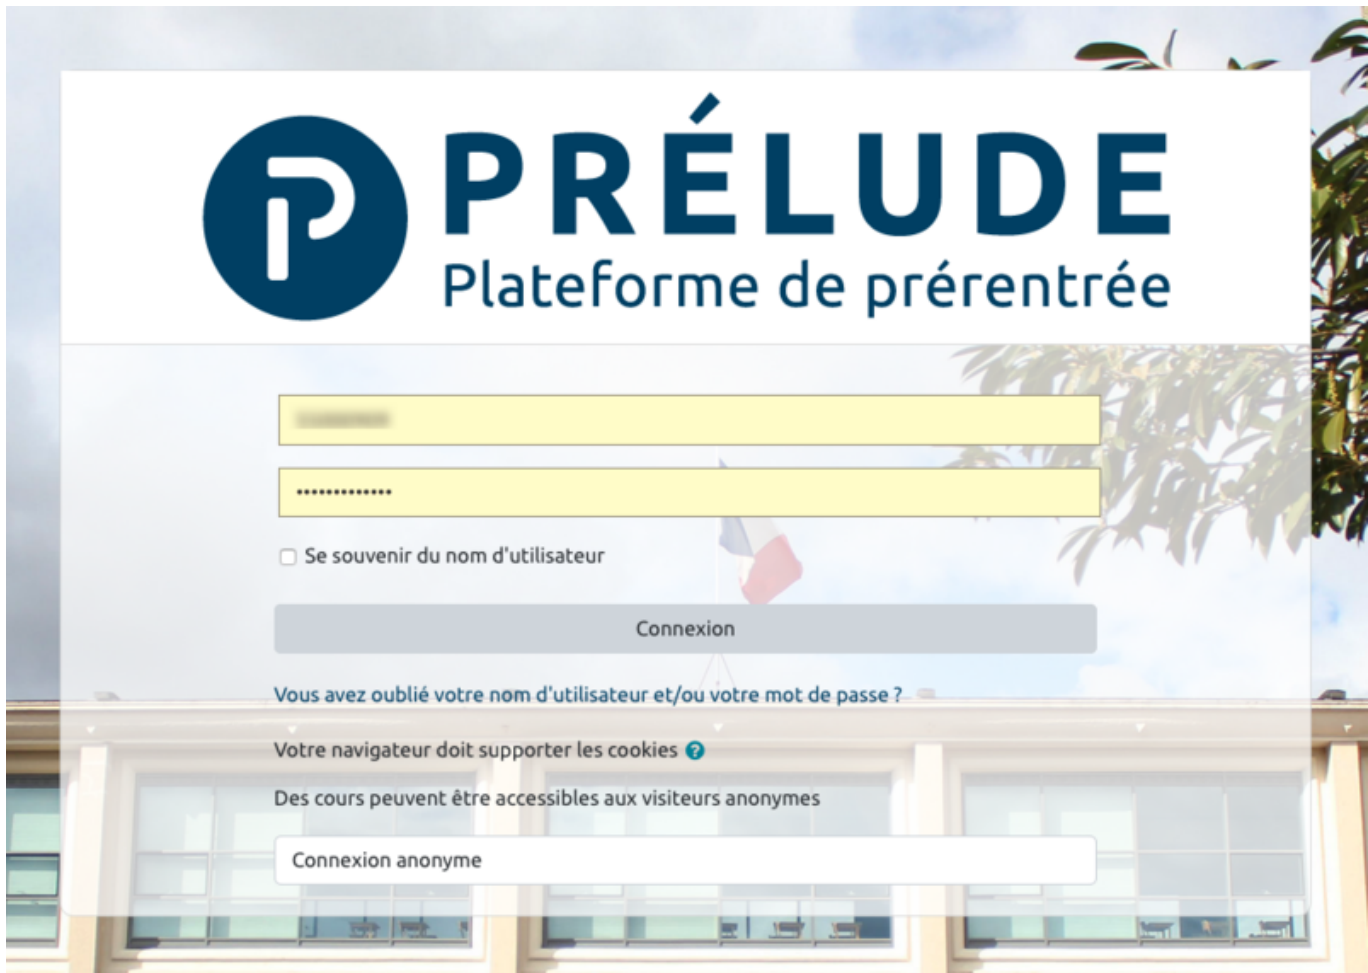 PRÉLUDE
Plateforme de prérentrée
•••••••••••••
Se souvenir du nom d'utilisateur
Connexion
Vous avez oublié votre nom d'utilisateur et/ou votre mot de passe ?
Votre navigateur doit supporter les cookies
Des cours peuvent être accessibles aux visiteurs anonymes
Connexion anonyme